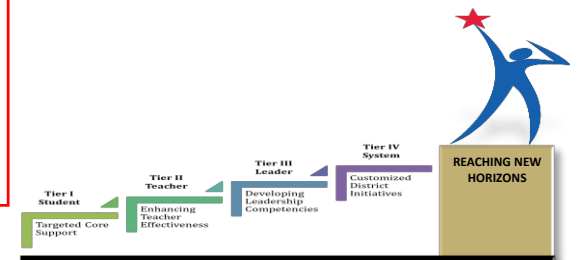 Tier I
Student
Targeted Core
Support
Tier II
Teacher
Enhancing
Teacher
Effectiveness
Tier III
Leader
Developing
Leadership
Competencies
Tier IV
System
Customized
District
Initiatives
REACHING NEW
HORIZONS